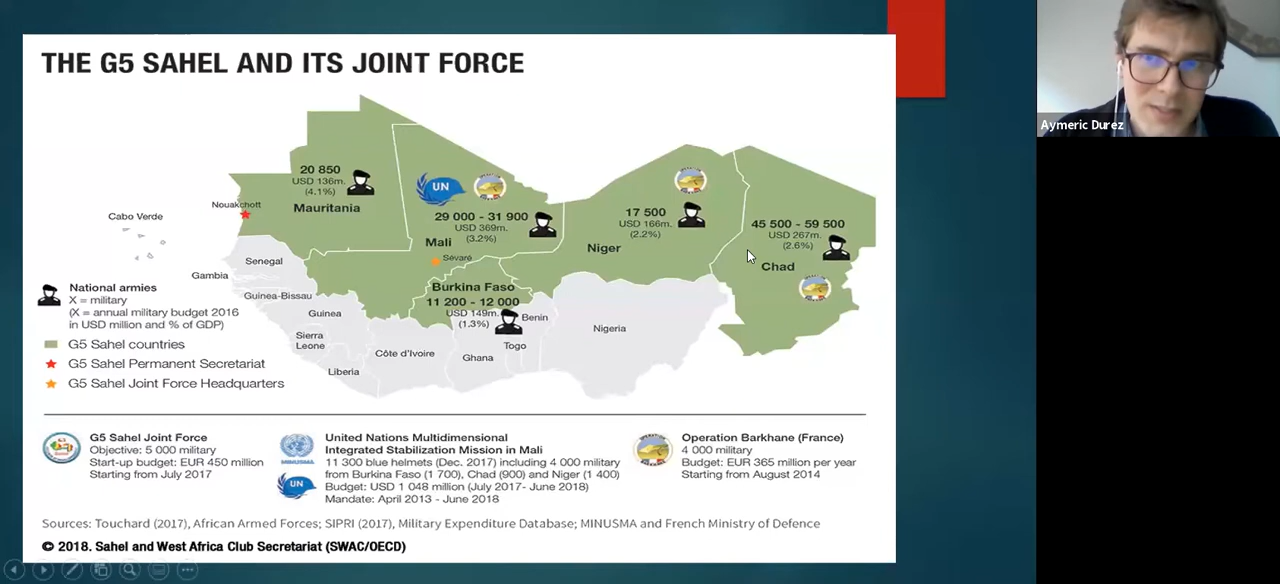 THE G5 SAHEL AND ITS JOINT FORCE
Aymeric Durez
20 850
USD 136m.
(4.1%)
Mauritania
Nouakchott
Cabo Verde
UN
29 000 - 31 900
USD 369m.
(3.2%)
Mali
Sévaré
17 500
USD 166m.
(2.2%)
Niger
45 500 - 59 500
USD 267m.
(2.6%)
Chad
Burkina Faso
11 200 - 12 000
USD 149m.
(1.3%)
Senegal
Gambia
Guinea-Bissau
Guinea
Sierra
Leone
Liberia
Côte d'Ivoire
Ghana
Togo
Benin
Nigeria
National armies
X = military
(X = annual military budget 2016
in USD million and % of GDP)
G5 Sahel countries
G5 Sahel Permanent Secretariat
G5 Sahel Joint Force Headquarters
G5 Sahel Joint Force
Objective: 5 000 military
Start-up budget: EUR 450 million
Starting from July 2017
MINUSMA
UN
United Nations Multidimensional
Integrated Stabilization Mission in Mali
11 300 blue helmets (Dec. 2017) including 4 000 military
from Burkina Faso (1 700), Chad (900) and Niger (1 400)
Budget: USD 1 048 million (July 2017- June 2018)
Mandate: April 2013 - June 2018
OPERATION
Operation Barkhane (France)
4 000 military
Budget: EUR 365 million per year
Starting from August 2014
Sources: Touchard (2017), African Armed Forces; SIPRI (2017), Military Expenditure Database; MINUSMA and French Ministry of Defence
© 2018. Sahel and West Africa Club Secretariat (SWAC/OECD)